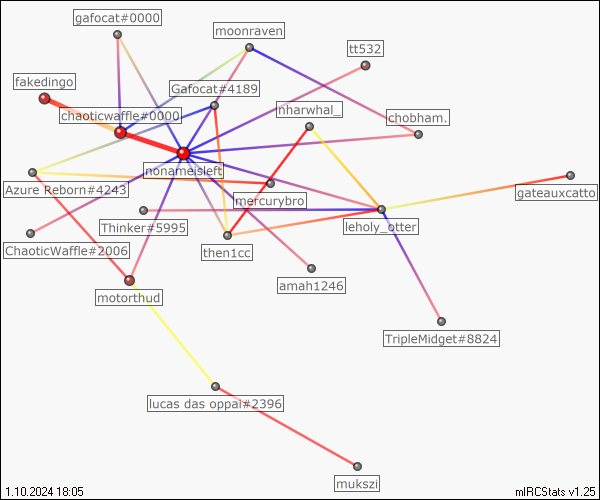 gafocat#0000
moonraven
tt532
fakedingo
Gafocat#4189
nharwhal_
chaoticwaffle#0000
chobham.
nonameisleft
Azure Reborn#4243
mercurybro
gateauxcatto
Thinker#5995
leholy_otter
ChaoticWaffle#2006
then1cc
amah1246
motorthud
TripleMidget#8824
lucas das oppai#2396
mukszi
1.10.2024 18:05
mIRCStats v1.25